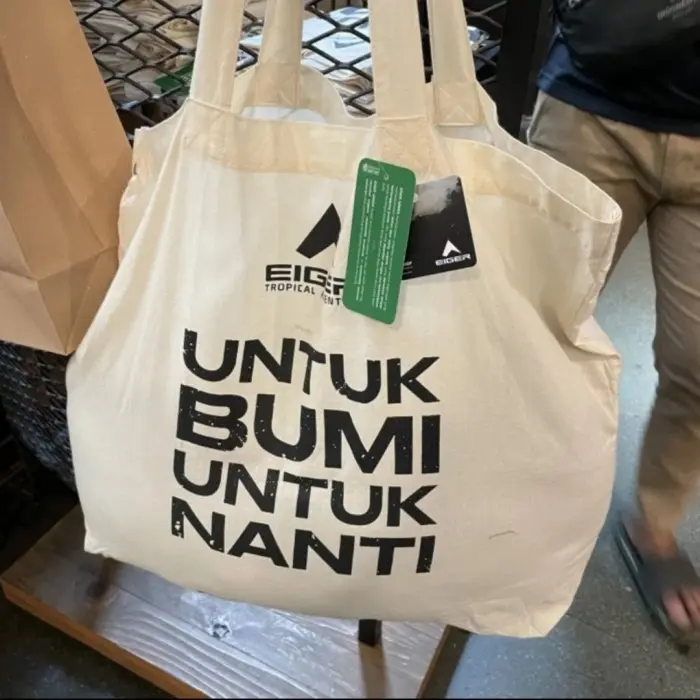 EIGER
TROPICAL
EIGER
UNTUK
BUMI
UNTUK
NANTI